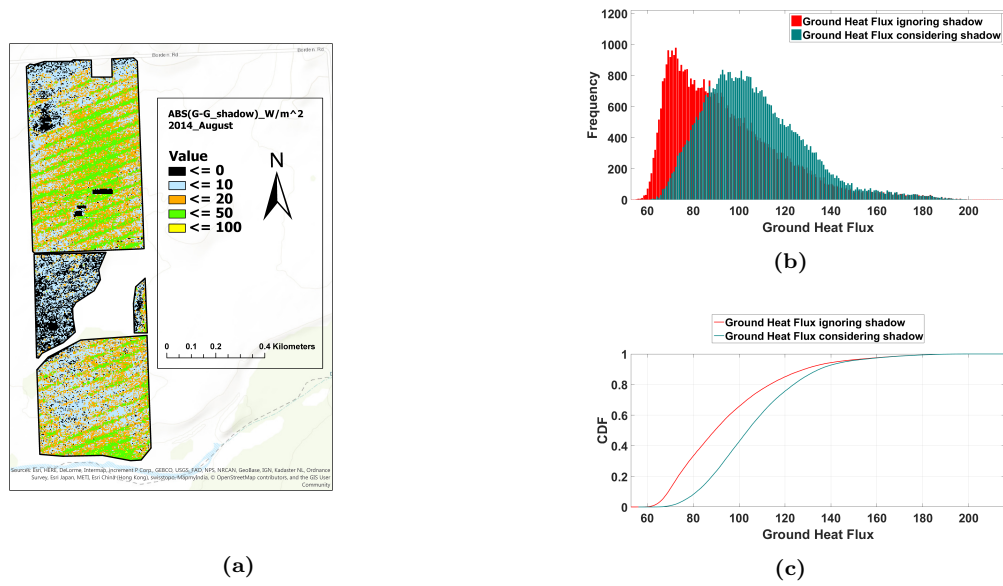 Borden Rd
Borden Rd
ABS(G-G_shadow)_W/m^2
2014_August
Value
<= 0
<= 10
<= 20
<= 50
<= 100
N
0 0.1 0.2 0.4 Kilometers
Sources: Esri, HERE, DeLorme, Intermap, increment P Corp., GEBCO, USGS, FAO, NPS, NRCAN, GeoBase, IGN, Kadaster NL, Ordnance
Survey, Esri Japan, METI, Esri China (Hong Kong), swisstopo, MapmyIndia, © OpenStreetMap contributors, and the GIS User
Community
(a)
Ground Heat Flux ignoring shadow
Ground Heat Flux considering shadow
Frequency
1200
1000
800
600
400
200
0
60 80 100 120 140 160 180 200
Ground Heat Flux
(b)
Ground Heat Flux ignoring shadow
Ground Heat Flux considering shadow
CDF
1
0.8
0.6
0.4
0.2
0
60 80 100 120 140 160 180 200
Ground Heat Flux
(c)